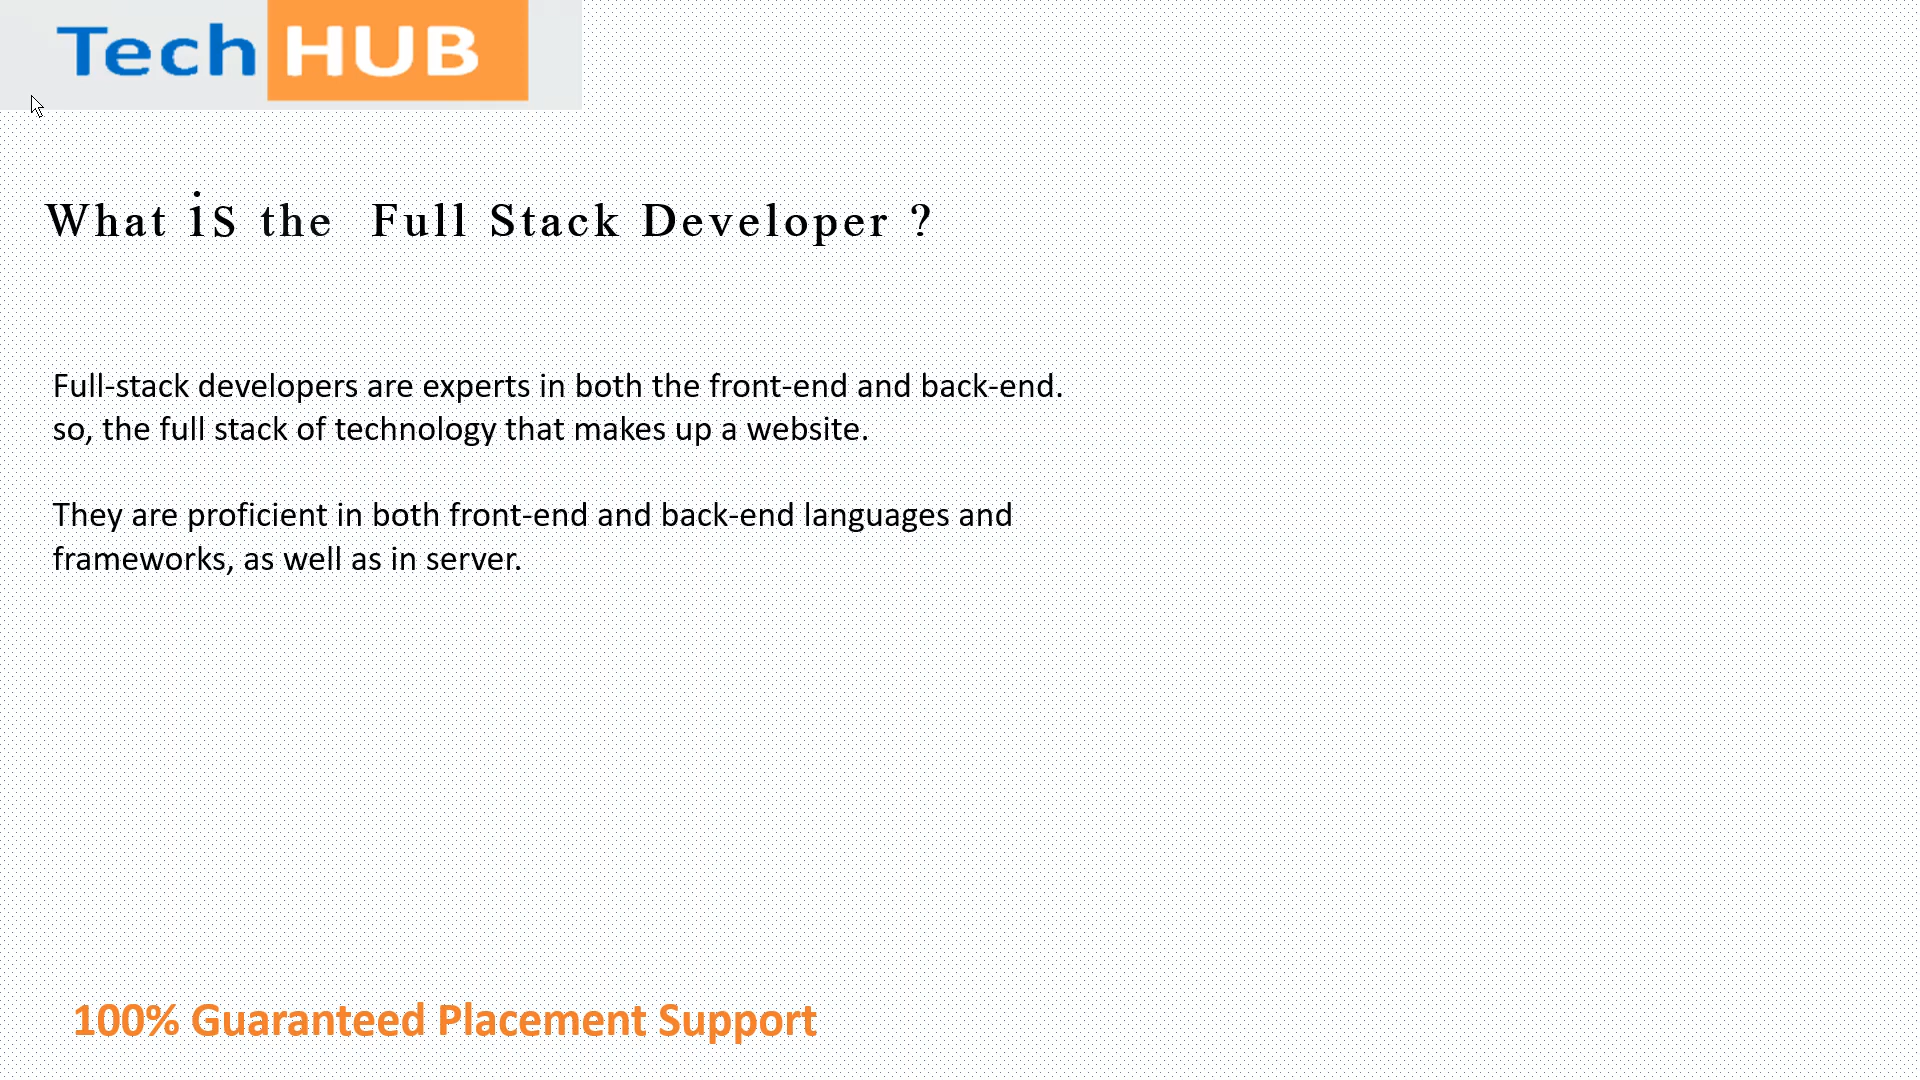 Tech HUB
What is the Full Stack Developer ?
Full-stack developers are experts in both the front-end and back-end.
so, the full stack of technology that makes up a website.
They are proficient in both front-end and back-end languages and
frameworks, as well as in server.
100% Guaranteed Placement Support